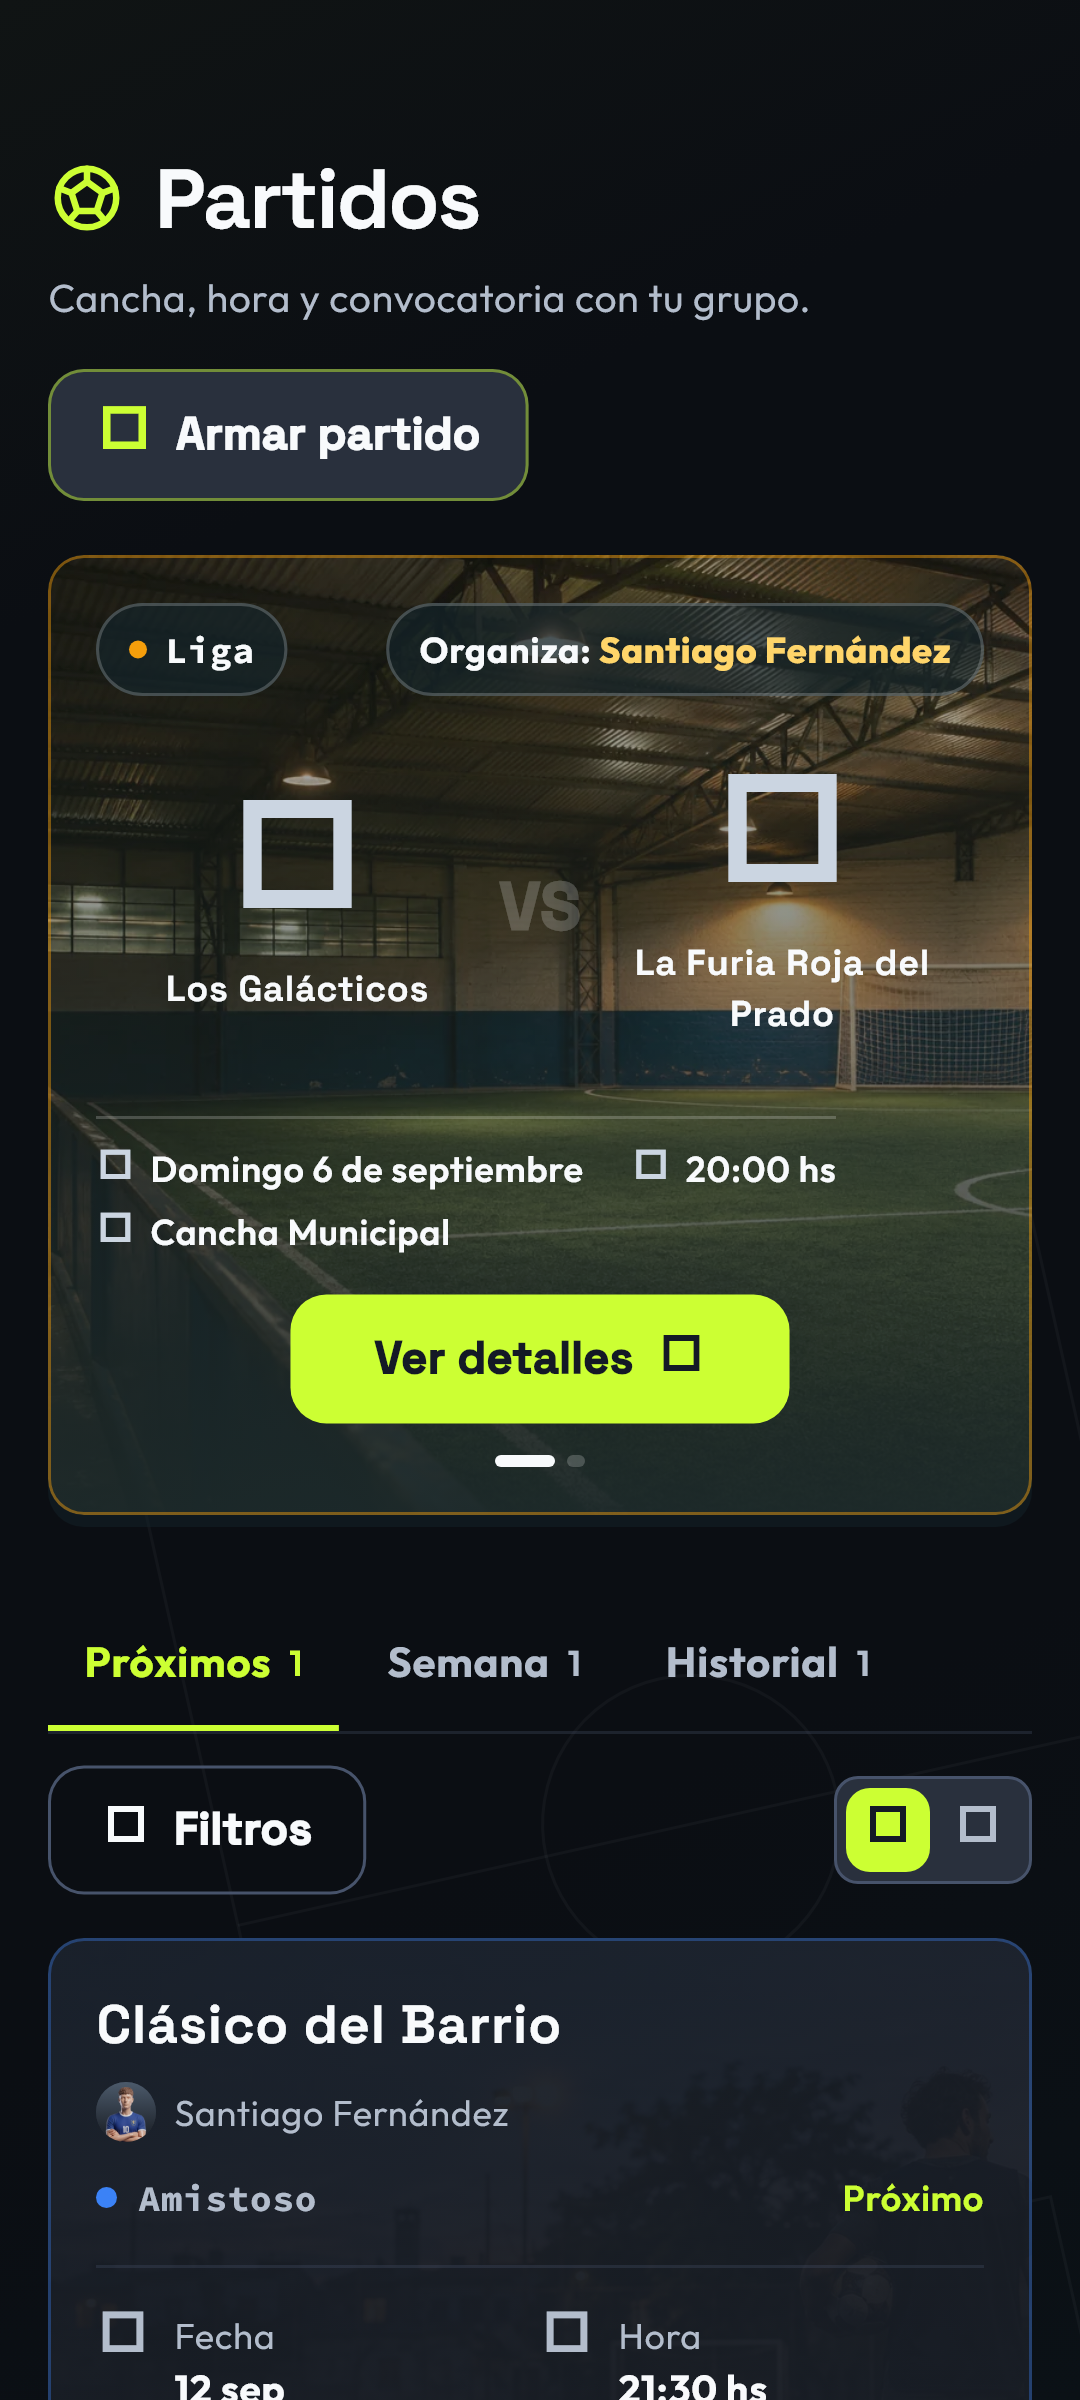 Partidos
Cancha, hora y convocatoria con tu grupo.
Armar partido
Liga
Organiza: Santiago Fernández
VS
Los Galácticos
La Furia Roja del
Prado
Domingo 6 de septiembre
20:00 hs
Cancha Municipal
Ver detalles
Próximos 1
Semana 1
Historial 1
Filtros
Clásico del Barrio
Santiago Fernández
Amistoso
Próximo
Fecha
Hora
12 sep
21:30 hs